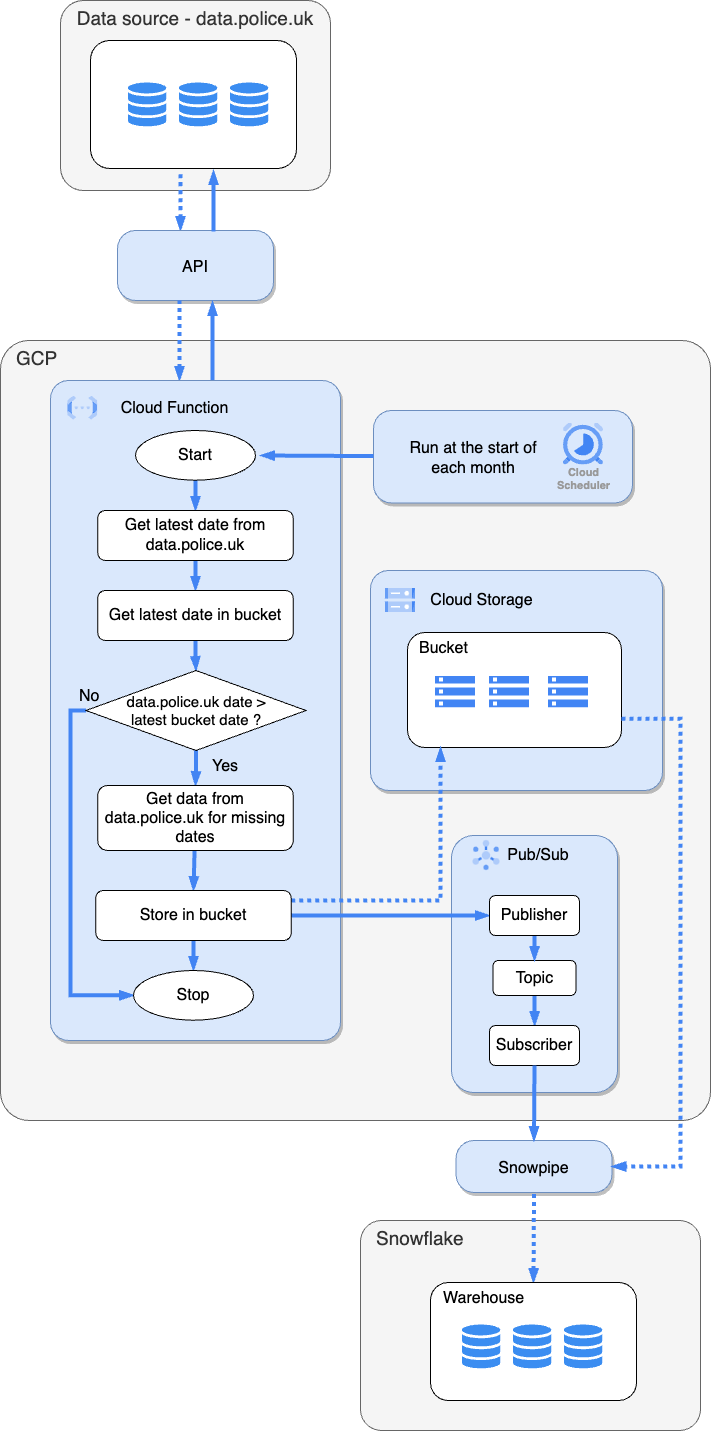 Data source - data.police.uk
API
GCP
Cloud Function
Start
Run at the start of
each month
Cloud
Scheduler
Get latest date from
data.police.uk
Get latest date in bucket
Cloud Storage
Bucket
No
data.police.uk date >
latest bucket date ?
Yes
Get data from
data.police.uk for missing
dates
Pub/Sub
Store in bucket
Publisher
Topic
Stop
Subscriber
Snowpipe
Snowflake
Warehouse